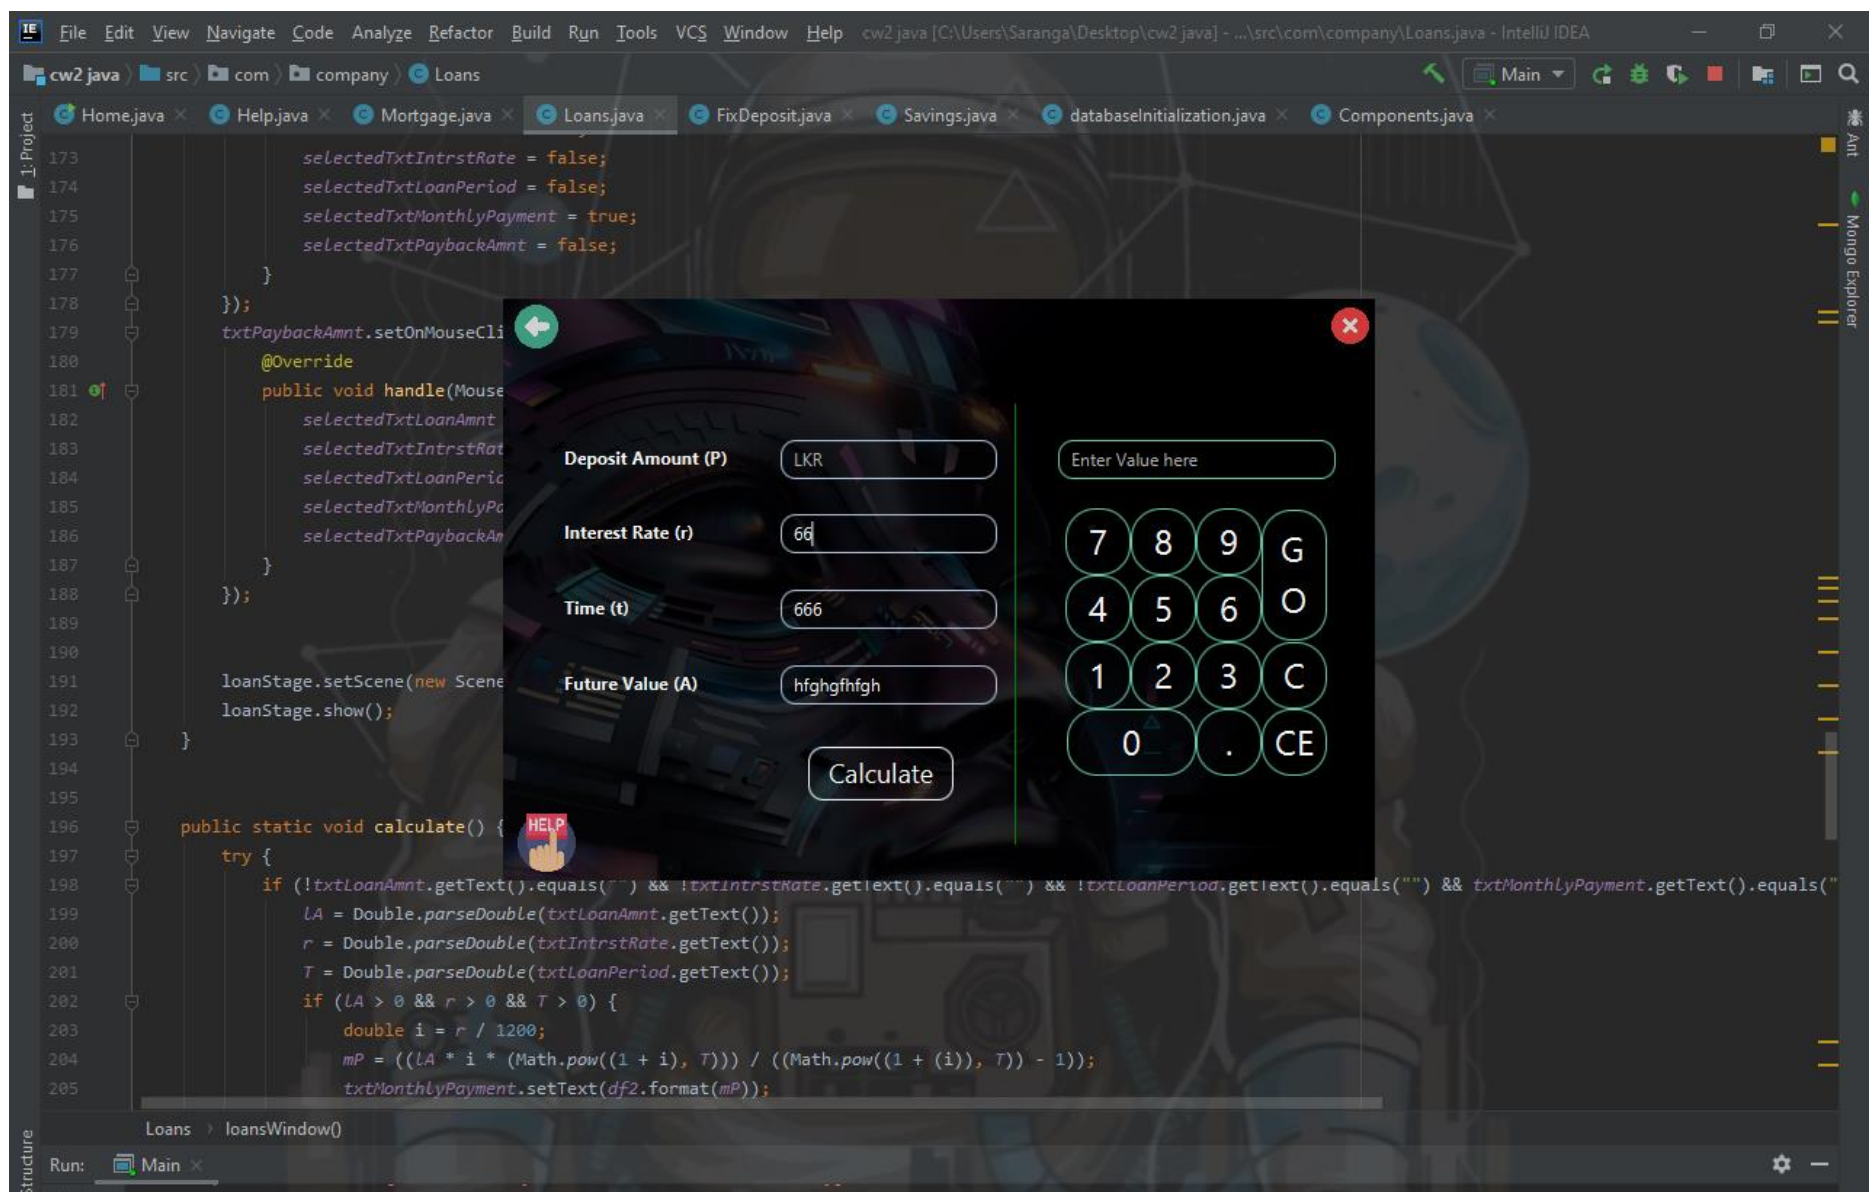 IE File Edit View Navigate Code Analyze Refactor Build Run Tools VCS Window Help cw2 java [C:\Users\Saranga\Desktop\cw2 java] - ...\src\com\company\Loans.java - IntelliJ IDEA
cw2 java src com company Loans Main
Home.java Help.java Mortgage.java Loans.java FixDeposit.java Savings.java databaseInitialization.java Components.java
1: Project
Ant
Mongo Explorer
173 selectedTxtIntrstRate = false;
174 selectedTxtLoanPeriod = false;
175 selectedTxtMonthlyPayment = true;
176 selectedTxtPaybackAmnt = false;
177 }
178 });
179 txtPaybackAmnt.setOnMouseCli
180 @Override
181 public void handle(Mouse
182 selectedTxtLoanAmnt
183 selectedTxtIntrstRat
184 selectedTxtLoanPeric
185 selectedTxtMonthlyPa
186 selectedTxtPaybackAm
187 }
188 });
189
190
191 loanStage.setScene(new Scene
192 loanStage.show();
193 }
194
195
196 public static void calculate() {
197 try {
198 if (!txtLoanAmnt.getText().equals("") && !txtIntrstRate.getText().equals("") && !txtLoanPeriod.getText().equals("") && txtMonthlyPayment.getText().equals("
199 lA = Double.parseDouble(txtLoanAmnt.getText());
200 r = Double.parseDouble(txtIntrstRate.getText());
201 T = Double.parseDouble(txtLoanPeriod.getText());
202 if (lA > 0 && r > 0 && T > 0) {
203 double i = r / 1200;
204 mP = ((lA * i * (Math.pow((1 + i), T))) / ((Math.pow((1 + (i)), T)) - 1));
205 txtMonthlyPayment.setText(df2.format(mP));
Deposit Amount (P) LKR
Interest Rate (r) 66
Time (t) 666
Future Value (A) hfghgfhfgh
Calculate
HELP
Enter Value here
7 8 9 GO
4 5 6
1 2 3 C
0 . CE
Loans loansWindow()
Structure
Run: Main